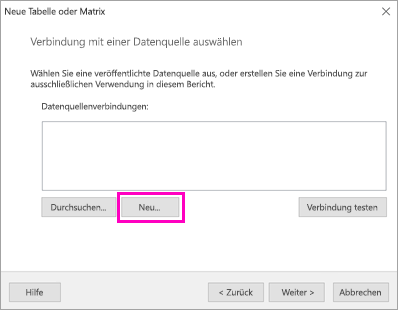 Neue Tabelle oder Matrix
Verbindung mit einer Datenquelle auswählen
Wählen Sie eine veröffentlichte Datenquelle aus, oder erstellen Sie eine Verbindung zur
ausschließlichen Verwendung in diesem Bericht.
Datenquellenverbindungen:
Durchsuchen... Neu... Verbindung testen
Hilfe < Zurück Weiter > Abbrechen